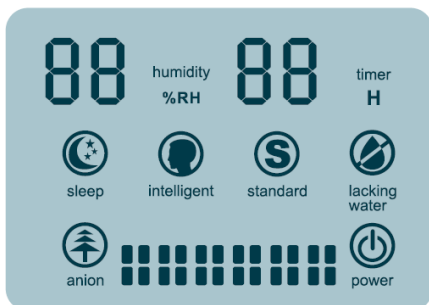 88 humidity %RH 88 timer H
sleep intelligent S standard lacking water
anion power